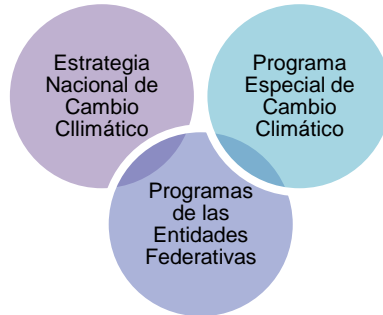 Estrategia
Nacional de
Cambio
Cllimático
Programa
Especial de
Cambio
Climático
Programas
de las
Entidades
Federativas